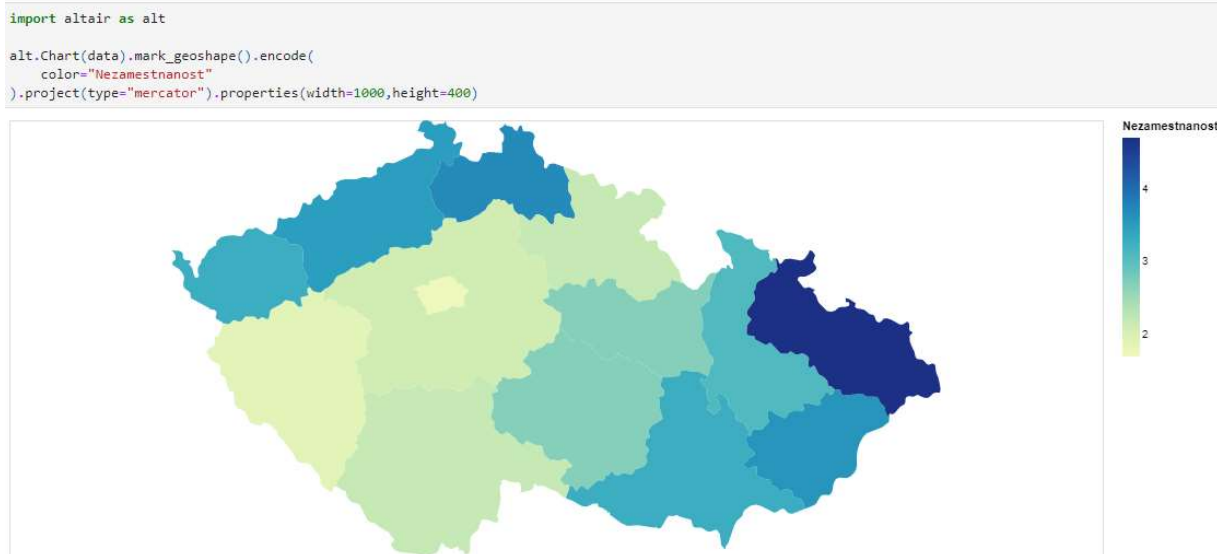 import altair as alt
alt.Chart(data).mark_geoshape().encode(
    color="Nezamestnanost"
).project(type="mercator").properties(width=1000,height=400)
Nezamestnanost
4
3
2